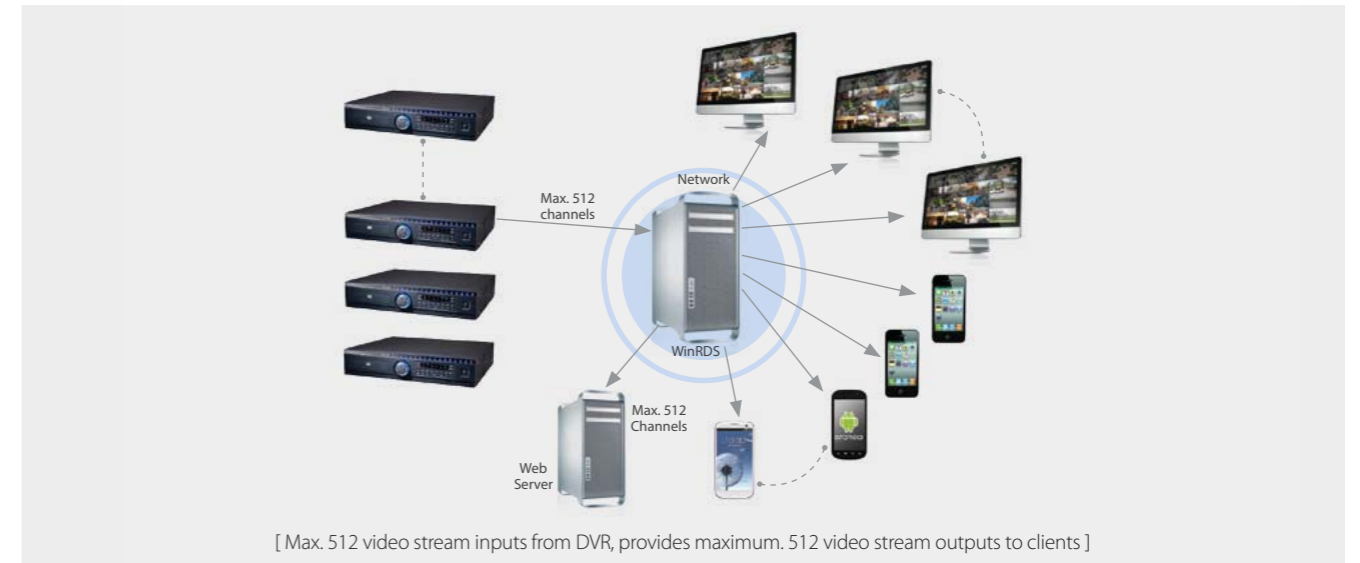 Network
Max. 512
channels
WinRDS
Max. 512
Channels
Web
Server
ANDROID
[ Max. 512 video stream inputs from DVR, provides maximum. 512 video stream outputs to clients ]